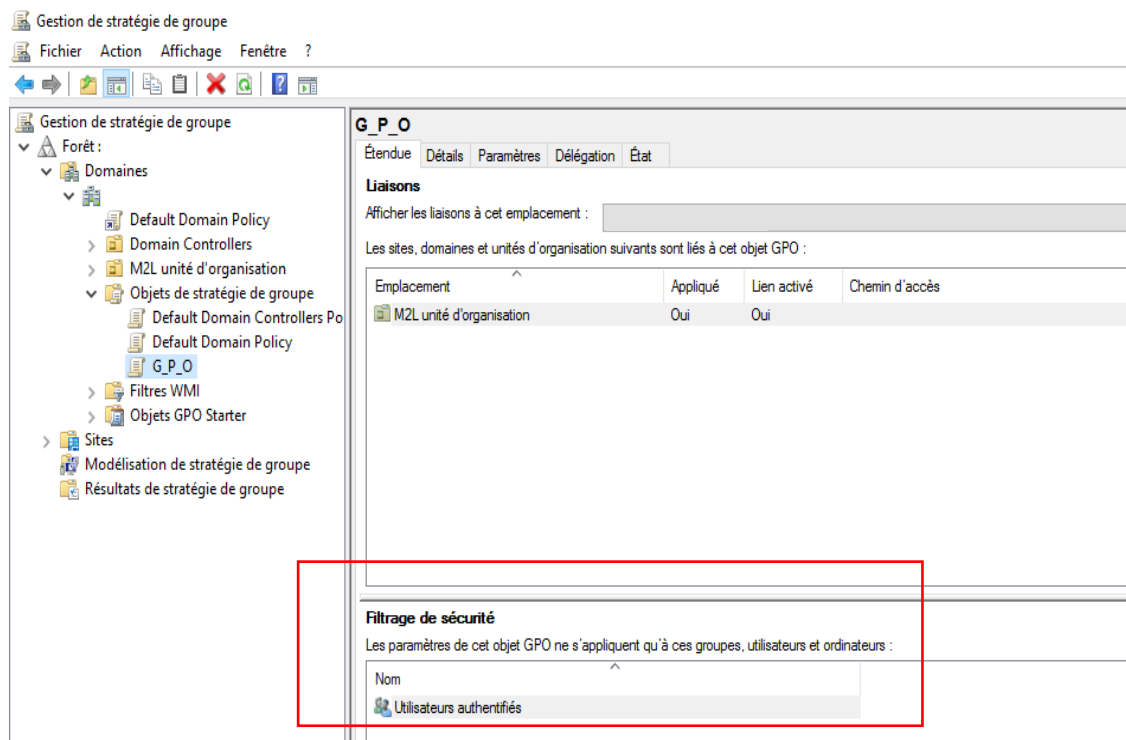 Gestion de stratégie de groupe
Fichier Action Affichage Fenêtre ?
Gestion de stratégie de groupe
Forêt :
Domaines
Default Domain Policy
Domain Controllers
M2L unité d'organisation
Objets de stratégie de groupe
Default Domain Controllers Po
Default Domain Policy
G_P_O
Filtres WMI
Objets GPO Starter
Sites
Modélisation de stratégie de groupe
Résultats de stratégie de groupe
G_P_O
Étendue Détails Paramètres Délégation État
Liaisons
Afficher les liaisons à cet emplacement :
Les sites, domaines et unités d'organisation suivants sont liés à cet objet GPO :
Emplacement Appliqué Lien activé Chemin d'accès
M2L unité d'organisation Oui Oui
Filtrage de sécurité
Les paramètres de cet objet GPO ne s'appliquent qu'à ces groupes, utilisateurs et ordinateurs :
Nom
Utilisateurs authentifiés